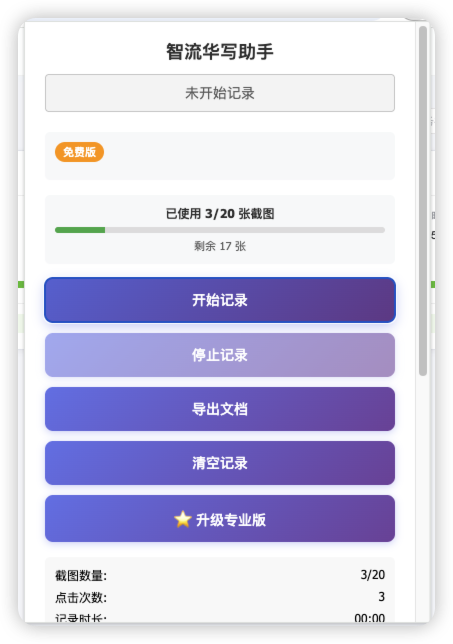 智流华写助手
未开始记录
免费版
已使用 3/20 张截图
剩余 17 张
开始记录
停止记录
导出文档
清空记录
⭐ 升级专业版
截图数量: 3/20
点击次数: 3
记录时长: 00:00